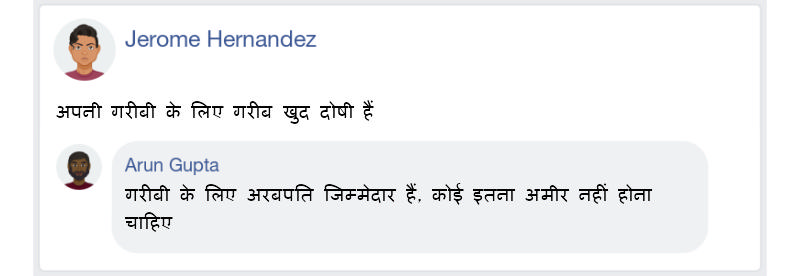 Jerome Hernandez
अपनी गरीबी के लिए गरीब खुद दोषी हैं
Arun Gupta
गरीबी के लिए अरबपति जिम्मेदार हैं, कोई इतना अमीर नहीं होना
चाहिए